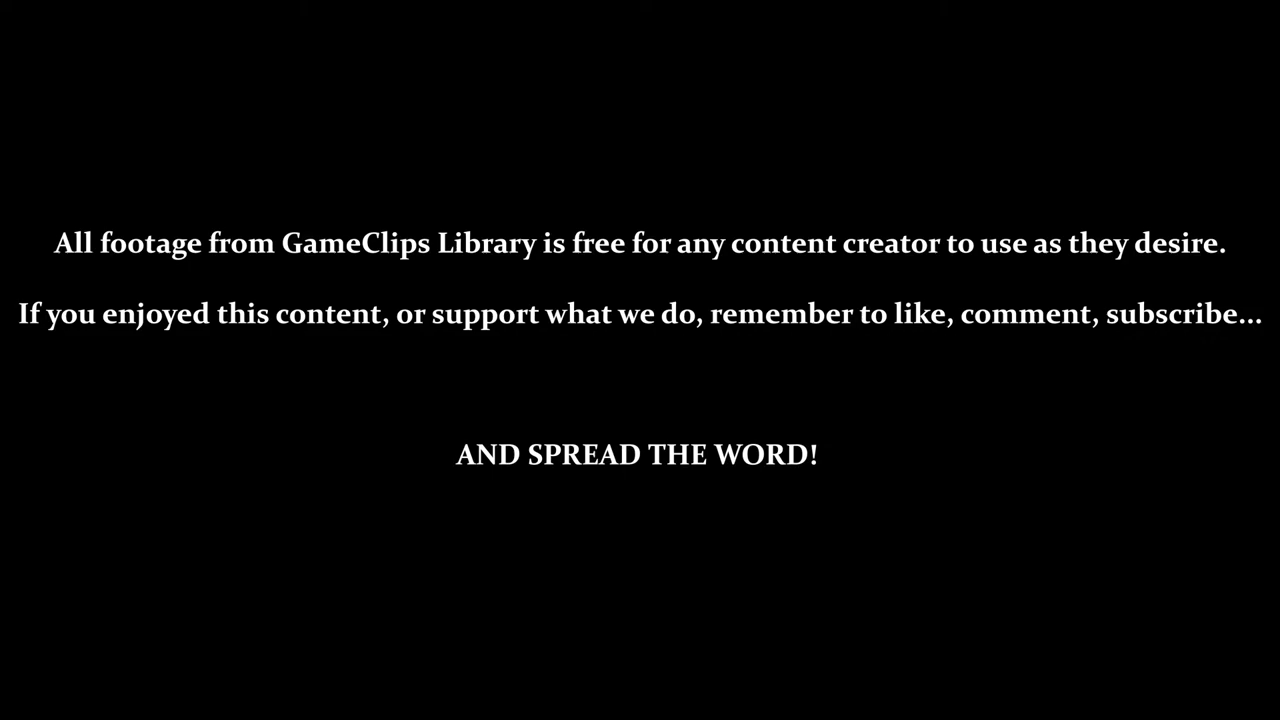 All footage from GameClips Library is free for any content creator to use as they desire.
If you enjoyed this content, or support what we do, remember to like, comment, subscribe...
AND SPREAD THE WORD!